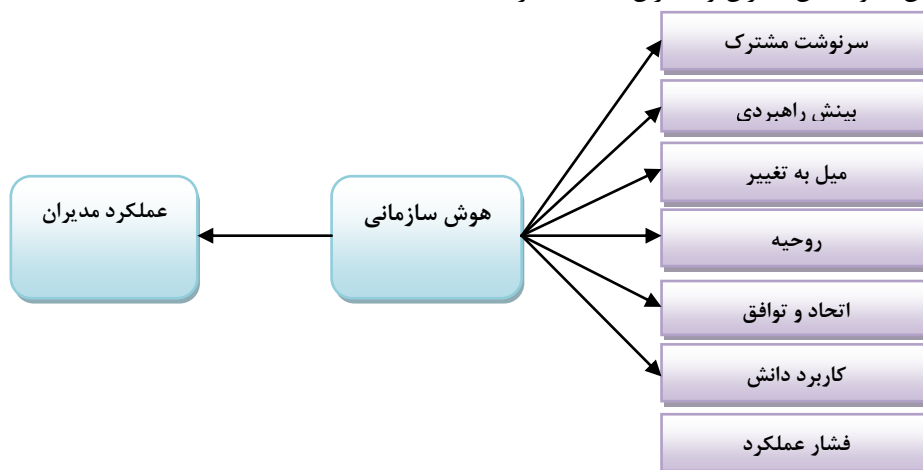 سرنوشت مشترک
بینش راهبردی
میل به تغییر
روحیه
اتحاد و توافق
کاربرد دانش
فشار عملکرد
هوش سازمانی
عملکرد مدیران